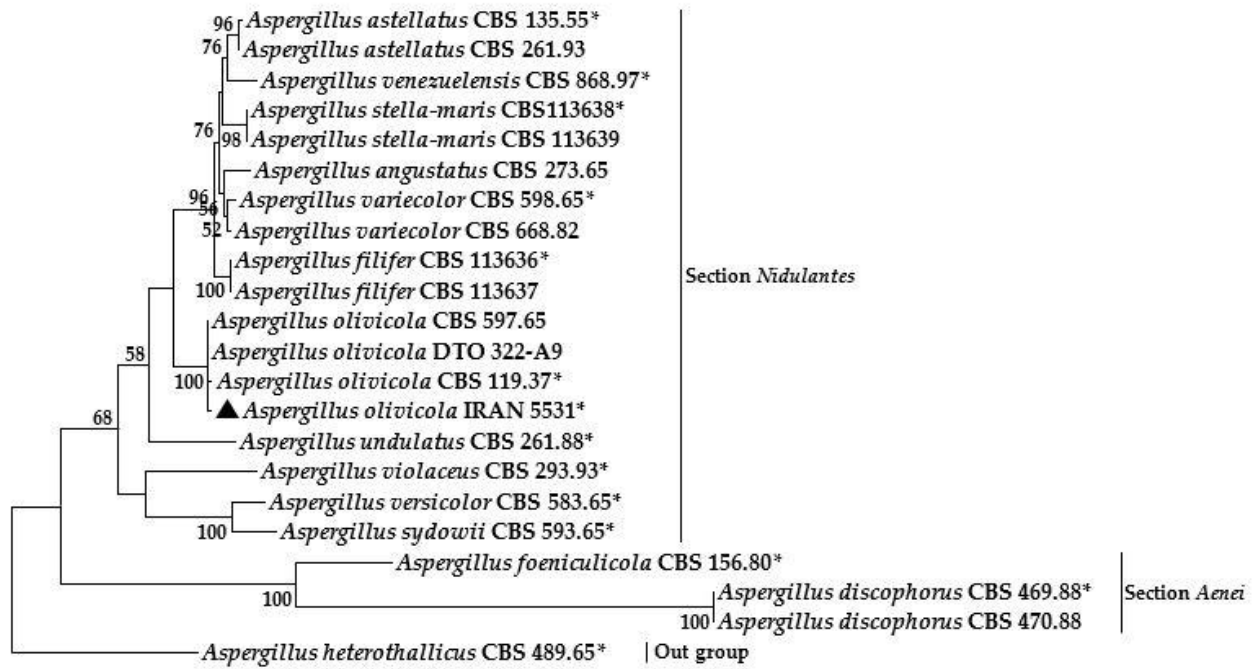 96
Aspergillus astellatus CBS 135.55*
76
Aspergillus astellatus CBS 261.93
Aspergillus venezuelensis CBS 868.97*
Aspergillus stella-maris CBS113638*
76
98
Aspergillus stella-maris CBS 113639
Aspergillus angustatus CBS 273.65
96
Aspergillus variecolor CBS 598.65*
52
Aspergillus variecolor CBS 668.82
Aspergillus filifer CBS 113636*
Section Nidulantes
100
Aspergillus filifer CBS 113637
Aspergillus olivicola CBS 597.65
58
Aspergillus olivicola DTO 322-A9
100
Aspergillus olivicola CBS 119.37*
▲ Aspergillus olivicola IRAN 5531*
68
Aspergillus undulatus CBS 261.88*
Aspergillus violaceus CBS 293.93*
Aspergillus versicolor CBS 583.65*
100
Aspergillus sydowii CBS 593.65*
Aspergillus foeniculicola CBS 156.80*
100
Aspergillus discophorus CBS 469.88*
Section Aenei
100
Aspergillus discophorus CBS 470.88
Aspergillus heterothallicus CBS 489.65*
Out group